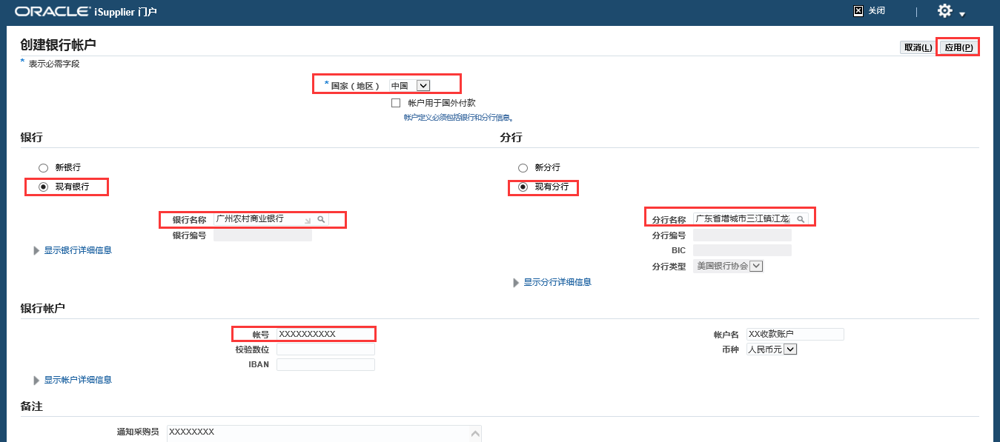 ORACLE iSupplier 门户
关闭
创建银行帐户
取消(L) 应用(P)
* 表示必需字段
* 国家（地区） 中国
帐户用于国外付款
帐户定义必须包括银行和分行信息。
银行
分行
新银行
新分行
现有银行
现有分行
银行名称 广州农村商业银行
分行名称 广东省增城市三江镇江龙
银行编号
分行编号
显示银行详细信息
BIC
分行类型 美国银行协会
显示分行详细信息
银行帐户
帐号 XXXXXXXXXX
帐户名 XX收款账户
校验数位
币种 人民币元
IBAN
显示帐户详细信息
备注
通知采购员 XXXXXXXX